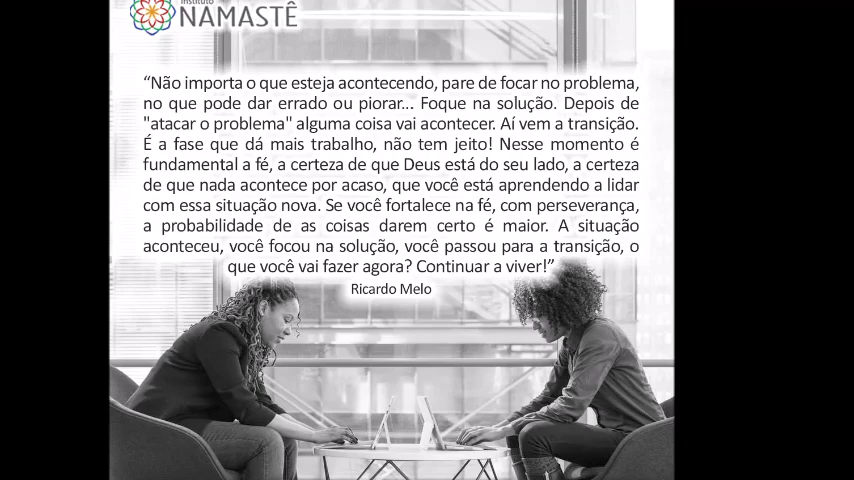 Instituto
NAMASTÊ
“Não importa o que esteja acontecendo, pare de focar no problema,
no que pode dar errado ou piorar... Foque na solução. Depois de
"atacar o problema" alguma coisa vai acontecer. Aí vem a transição.
É a fase que dá mais trabalho, não tem jeito! Nesse momento é
fundamental a fé, a certeza de que Deus está do seu lado, a certeza
de que nada acontece por acaso, que você está aprendendo a lidar
com essa situação nova. Se você fortalece na fé, com perseverança,
a probabilidade de as coisas darem certo é maior. A situação
aconteceu, você focou na solução, você passou para a transição, o
que você vai fazer agora? Continuar a viver!”
Ricardo Melo